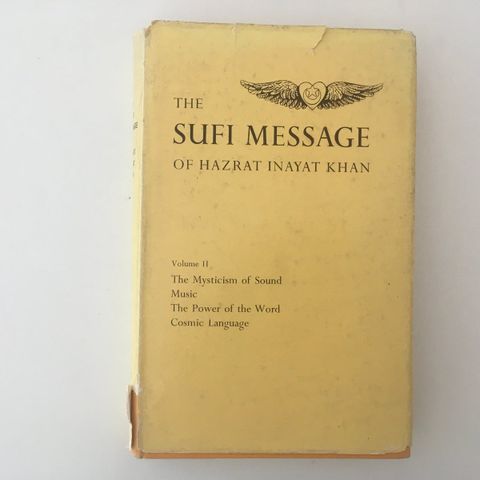 THE
SUFI MESSAGE
OF HAZRAT INAYAT KHAN
Volume II
The Mysticism of Sound
Music
The Power of the Word
Cosmic Language